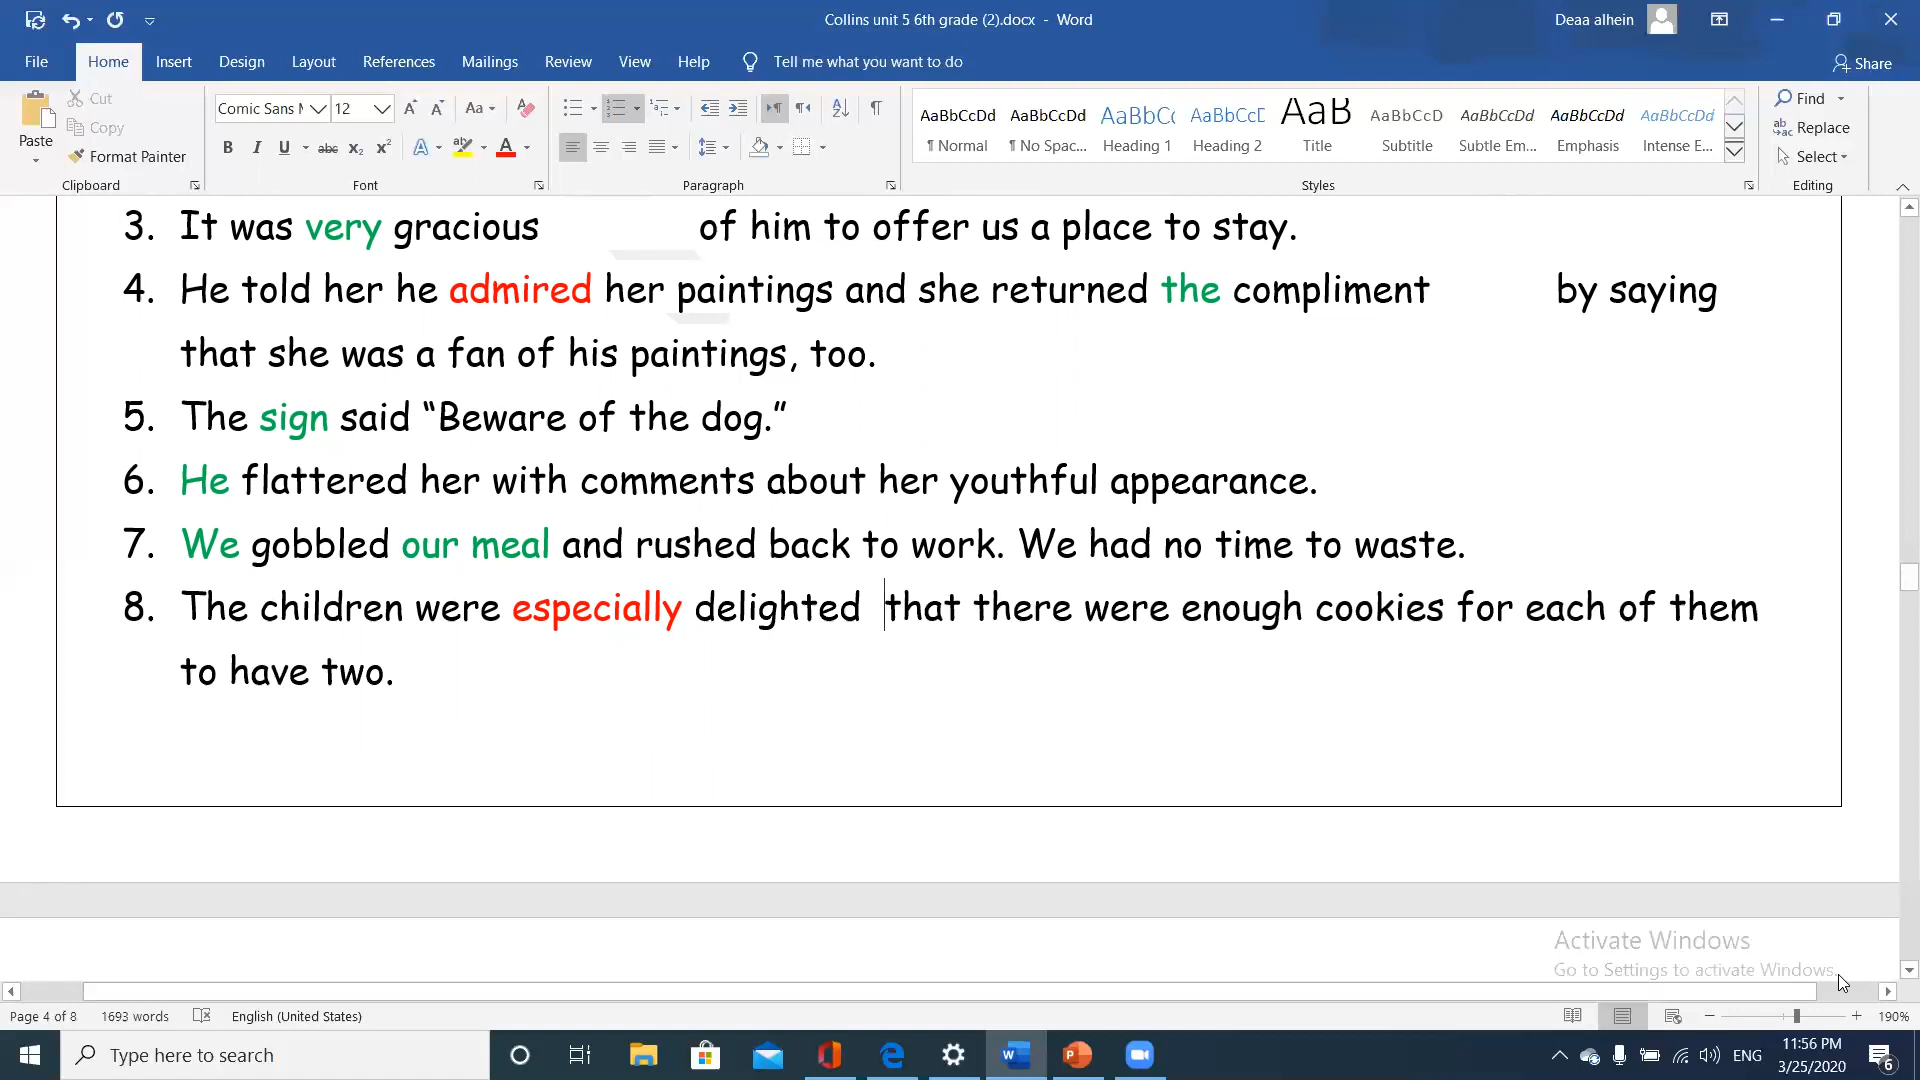 Collins unit 5 6th grade (2).docx - Word
Deaa alhein
File Home Insert Design Layout References Mailings Review View Help Tell me what you want to do
Share
Paste
Cut
Copy
Format Painter
Clipboard
Comic Sans M 12
Font
Paragraph
AaBbCcDd AaBbCcDd AaBbCc AaBbCcD AaB AaBbCcD AaBbCcDd AaBbCcDd AaBbCcDd
¶ Normal ¶ No Spac... Heading 1 Heading 2 Title Subtitle Subtle Em... Emphasis Intense E...
Styles
Find
Replace
Select
Editing
3. It was very gracious of him to offer us a place to stay.
4. He told her he admired her paintings and she returned the compliment by saying
that she was a fan of his paintings, too.
5. The sign said “Beware of the dog.”
6. He flattered her with comments about her youthful appearance.
7. We gobbled our meal and rushed back to work. We had no time to waste.
8. The children were especially delighted that there were enough cookies for each of them
to have two.
Activate Windows
Go to Settings to activate Windows.
Page 4 of 8 1693 words English (United States) 190%
Type here to search
ENG
11:56 PM
3/25/2020
6